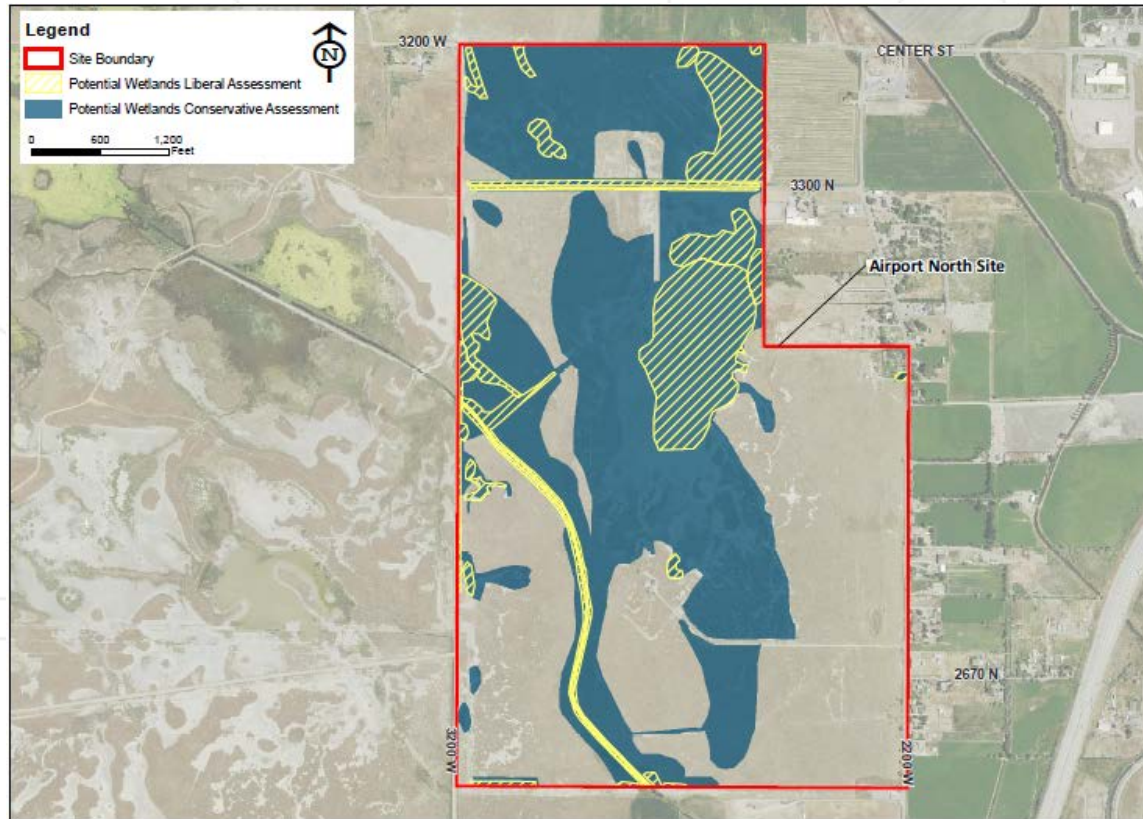 Legend
N
Site Boundary
Potential Wetlands Liberal Assessment
Potential Wetlands Conservative Assessment
0 600 1,200
Feet
3200 W
CENTER ST
3300 N
Airport North Site
2670 N
3200 W
2200 W